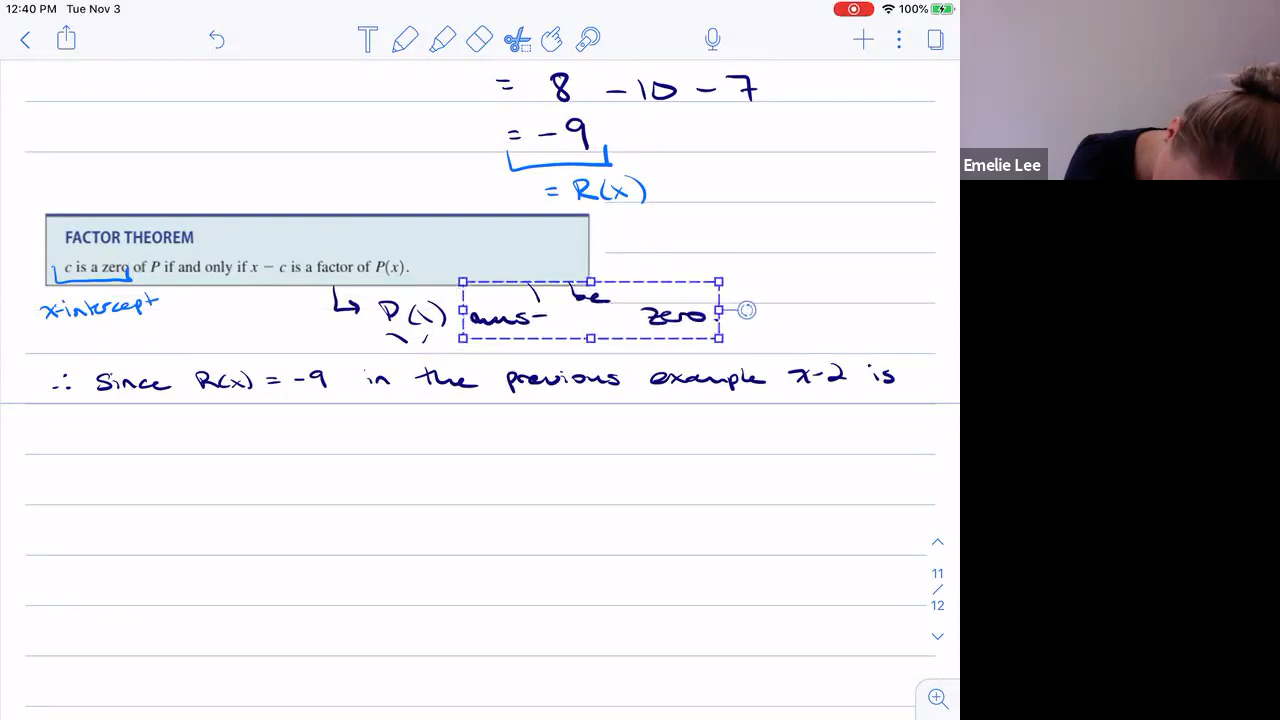 12:40 PM Tue Nov 3
100%
= 8 - 10 - 7
= -9
= R(x)
Emelie Lee
FACTOR THEOREM
c is a zero of P if and only if x − c is a factor of P(x).
x-intercept
be zero
∴ Since R(x) = -9 in the previous example x-2 is
11
/
12